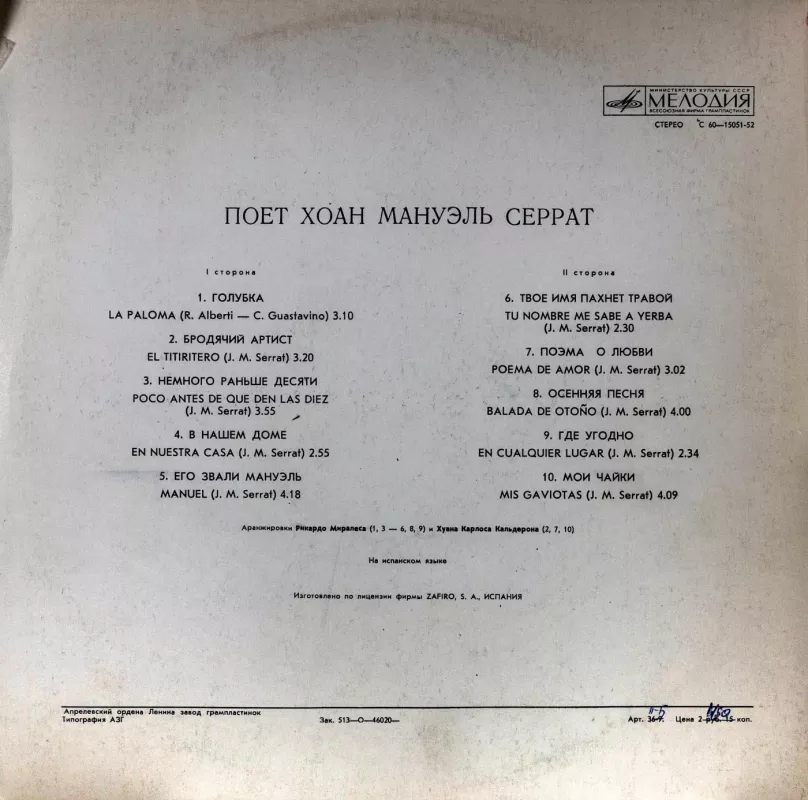 МИНИСТЕРСТВО КУЛЬТУРЫ СССР
МЕЛОДИЯ
ВСЕСОЮЗНАЯ ФИРМА ГРАМПЛАСТИНОК
СТЕРЕО С 60—15051-52
ПОЕТ ХОАН МАНУЭЛЬ СЕРРАТ
I сторона
1. ГОЛУБКА
LA PALOMA (R. Alberti — C. Guastavino) 3.10
2. БРОДЯЧИЙ АРТИСТ
EL TITIRITERO (J. M. Serrat) 3.20
3. НЕМНОГО РАНЬШЕ ДЕСЯТИ
POCO ANTES DE QUE DEN LAS DIEZ
(J. M. Serrat) 3.55
4. В НАШЕМ ДОМЕ
EN NUESTRA CASA (J. M. Serrat) 2.55
5. ЕГО ЗВАЛИ МАНУЭЛЬ
MANUEL (J. M. Serrat) 4.18
II сторона
6. ТВОЕ ИМЯ ПАХНЕТ ТРАВОЙ
TU NOMBRE ME SABE A YERBA
(J. M. Serrat) 2.30
7. ПОЭМА О ЛЮБВИ
POEMA DE AMOR (J. M. Serrat) 3.02
8. ОСЕННЯЯ ПЕСНЯ
BALADA DE OTOÑO (J. M. Serrat) 4.00
9. ГДЕ УГОДНО
EN CUALQUIER LUGAR (J. M. Serrat) 2.34
10. МОИ ЧАЙКИ
MIS GAVIOTAS (J. M. Serrat) 4.09
Аранжировки Рикардо Миралеса (1, 3 — 6, 8, 9) и Хуана Карлоса Кальдерона (2, 7, 10)
На испанском языке
Изготовлено по лицензии фирмы ZAFIRO, S. A., ИСПАНИЯ
Апрелевский ордена Ленина завод грампластинок
Типография АЗГ
Зак. 513—О—46020—
Арт. Цена 2 руб. 15 коп.